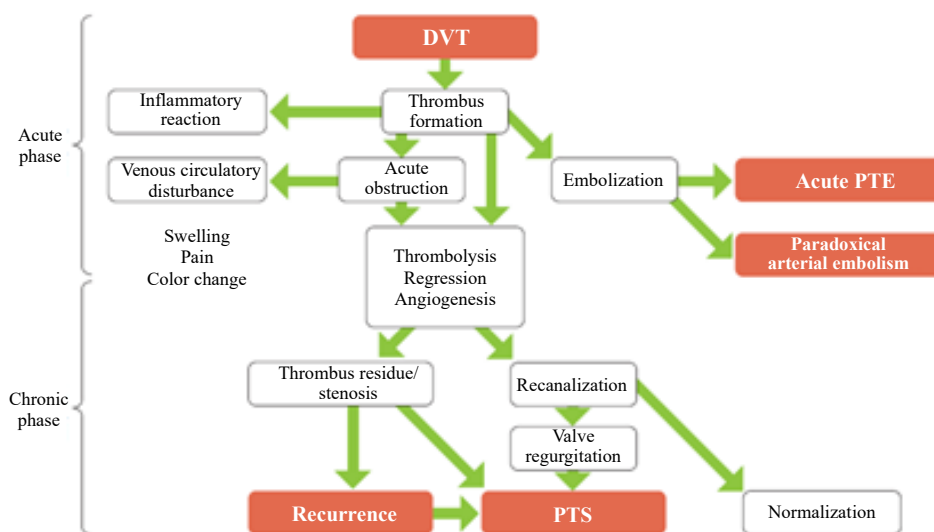 DVT
Inflammatory
reaction
Thrombus
formation
Acute
phase
Venous circulatory
disturbance
Acute
obstruction
Embolization
Acute PTE
Swelling
Pain
Color change
Thrombolysis
Regression
Angiogenesis
Paradoxical
arterial embolism
Chronic
phase
Thrombus residue/
stenosis
Recanalization
Valve
regurgitation
Recurrence
PTS
Normalization